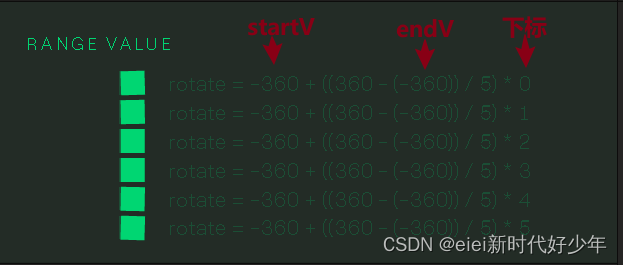 startV endV 下标
RANGE VALUE
rotate = -360 + ((360 - (-360)) / 5) * 0
rotate = -360 + ((360 - (-360)) / 5) * 1
rotate = -360 + ((360 - (-360)) / 5) * 2
rotate = -360 + ((360 - (-360)) / 5) * 3
rotate = -360 + ((360 - (-360)) / 5) * 4
rotate = -360 + ((360 - (-360)) / 5) * 5
CSDN @eiei新时代好少年